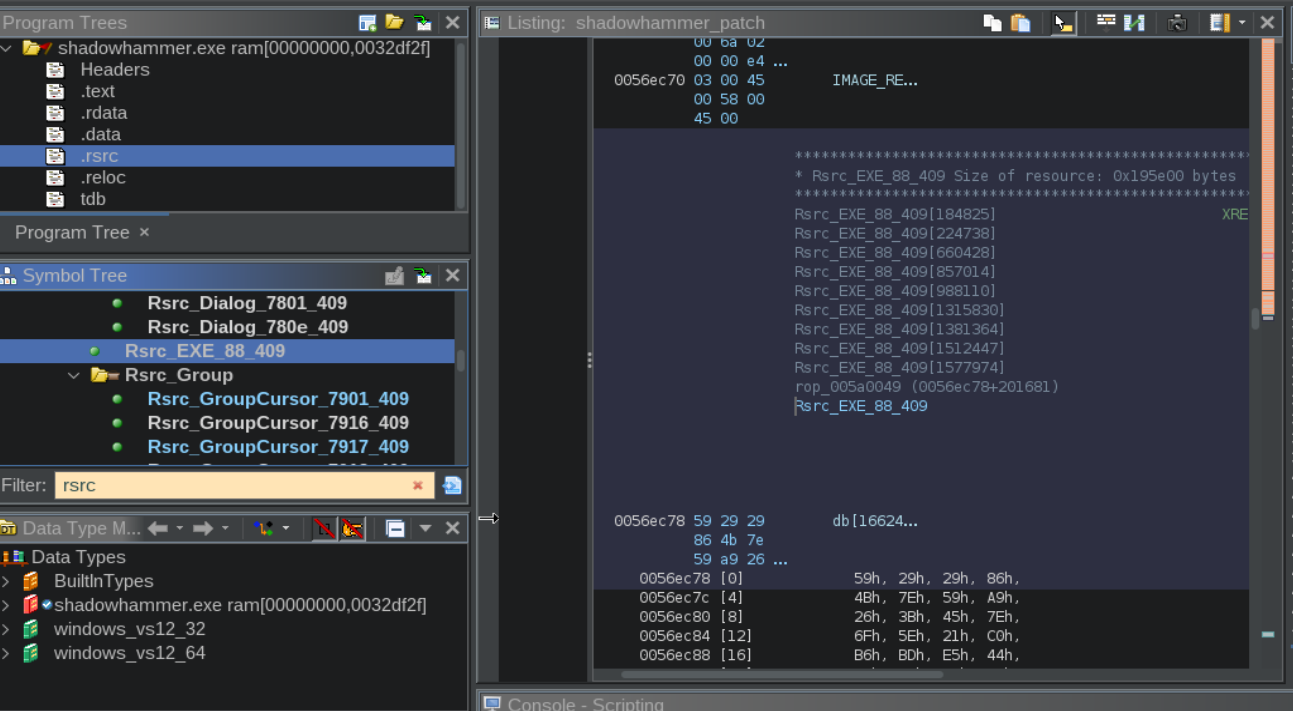 Program Trees
shadowhammer.exe ram[00000000,0032df2f]
Headers
.text
.rdata
.data
.rsrc
.reloc
tdb
Program Tree ×
Symbol Tree
Rsrc_Dialog_7801_409
Rsrc_Dialog_780e_409
Rsrc_EXE_88_409
Rsrc_Group
Rsrc_GroupCursor_7901_409
Rsrc_GroupCursor_7916_409
Rsrc_GroupCursor_7917_409
Filter: rsrc
Data Type M...
Data Types
BuiltInTypes
shadowhammer.exe ram[00000000,0032df2f]
windows_vs12_32
windows_vs12_64
Listing: shadowhammer_patch
00 6a 02
00 00 e4 ...
0056ec70 03 00 45 IMAGE_RE...
00 58 00
45 00
*****************************************************
* Rsrc_EXE_88_409 Size of resource: 0x195e00 bytes
*****************************************************
Rsrc_EXE_88_409[184825] XRE
Rsrc_EXE_88_409[224738]
Rsrc_EXE_88_409[660428]
Rsrc_EXE_88_409[857014]
Rsrc_EXE_88_409[988110]
Rsrc_EXE_88_409[1315830]
Rsrc_EXE_88_409[1381364]
Rsrc_EXE_88_409[1512447]
Rsrc_EXE_88_409[1577974]
rop_005a0049 (0056ec78+201681)
Rsrc_EXE_88_409
0056ec78 59 29 29 db[16624...
86 4b 7e
59 a9 26 ...
0056ec78 [0] 59h, 29h, 29h, 86h,
0056ec7c [4] 4Bh, 7Eh, 59h, A9h,
0056ec80 [8] 26h, 3Bh, 45h, 7Eh,
0056ec84 [12] 6Fh, 5Eh, 21h, C0h,
0056ec88 [16] B6h, BDh, E5h, 44h,
Console - Scripting